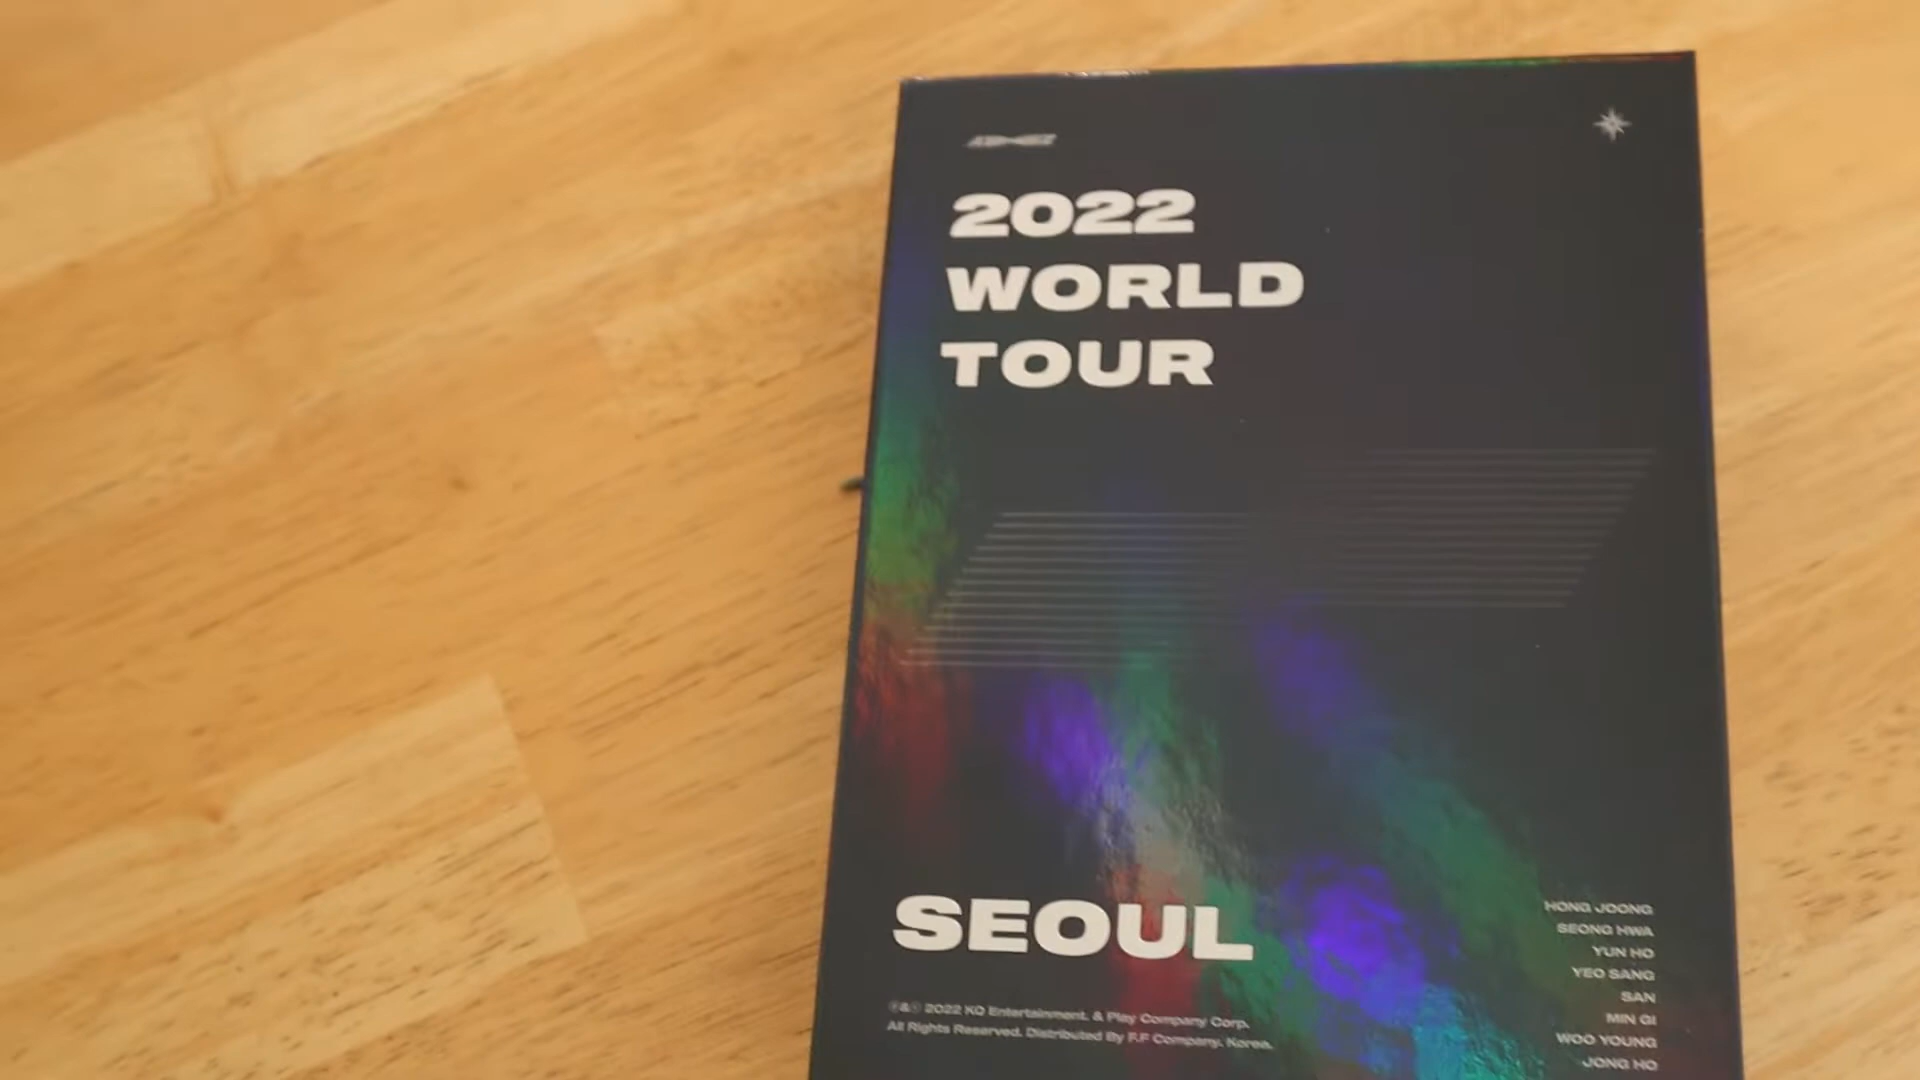 2022
WORLD
TOUR
SEOUL
℗&© 2022 KQ Entertainment. & Play Company Corp.
All Rights Reserved. Distributed By F.F Company. Korea.
HONG JOONG
SEONG HWA
YUN HO
YEO SANG
SAN
MIN GI
WOO YOUNG
JONG HO